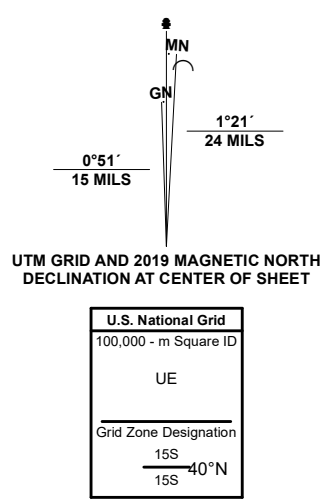 MN
GN
1°21´
24 MILS
0°51´
15 MILS
UTM GRID AND 2019 MAGNETIC NORTH
DECLINATION AT CENTER OF SHEET
U.S. National Grid
100,000 - m Square ID
UE
Grid Zone Designation
15S
40°N
15S